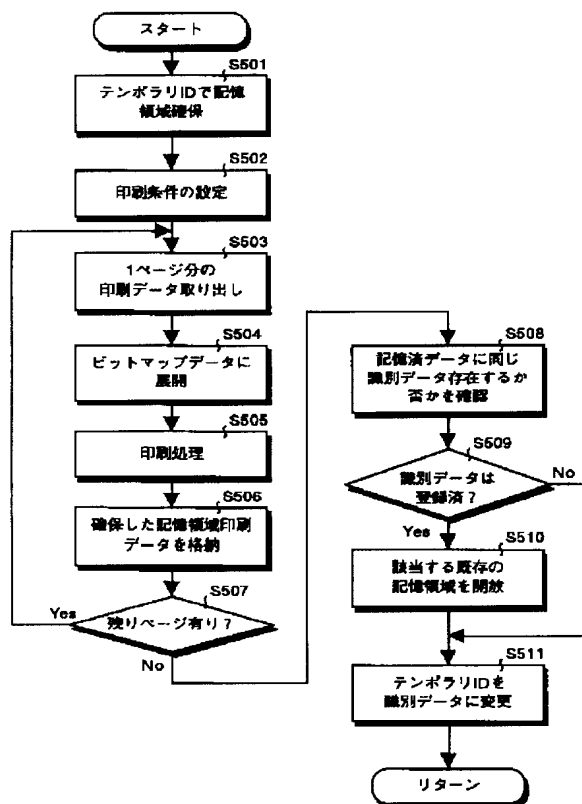 スタート
S501
テンポラリIDで記憶
領域確保
S502
印刷条件の設定
S503
1ページ分の
印刷データ取り出し
S504
ビットマップデータに
展開
S505
印刷処理
S506
確保した記憶領域印刷
データを格納
S507
残りページ有り?
Yes
No
S508
記憶済データに同じ
識別データ存在するか
否かを確認
S509
識別データは
登録済?
No
Yes
S510
該当する既存の
記憶領域を開放
S511
テンポラリIDを
識別データに変更
リターン